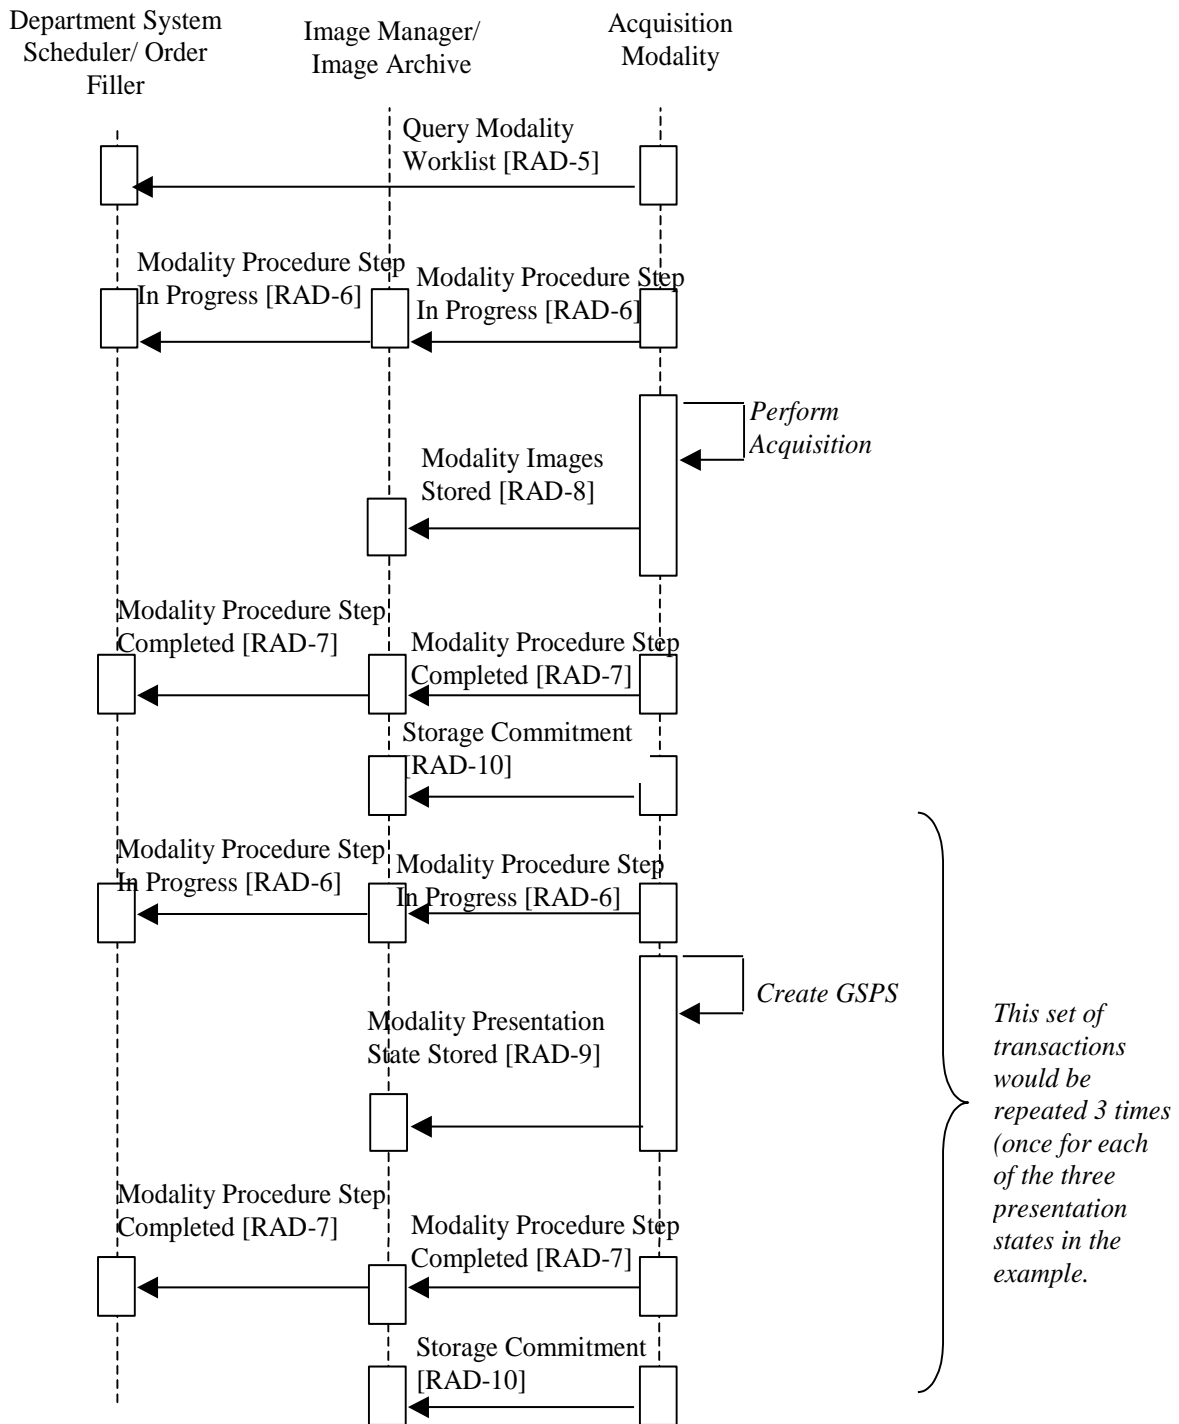 Department System
Scheduler/ Order
Filler
Image Manager/
Image Archive
Acquisition
Modality
Query Modality
Worklist [RAD-5]
Modality Procedure Step
In Progress [RAD-6]
Modality Procedure Step
In Progress [RAD-6]
Perform
Acquisition
Modality Images
Stored [RAD-8]
Modality Procedure Step
Completed [RAD-7]
Modality Procedure Step
Completed [RAD-7]
Storage Commitment
[RAD-10]
Modality Procedure Step
In Progress [RAD-6]
Modality Procedure Step
In Progress [RAD-6]
Create GSPS
Modality Presentation
State Stored [RAD-9]
This set of
transactions
would be
repeated 3 times
(once for each
of the three
presentation
states in the
example.
Modality Procedure Step
Completed [RAD-7]
Modality Procedure Step
Completed [RAD-7]
Storage Commitment
[RAD-10]